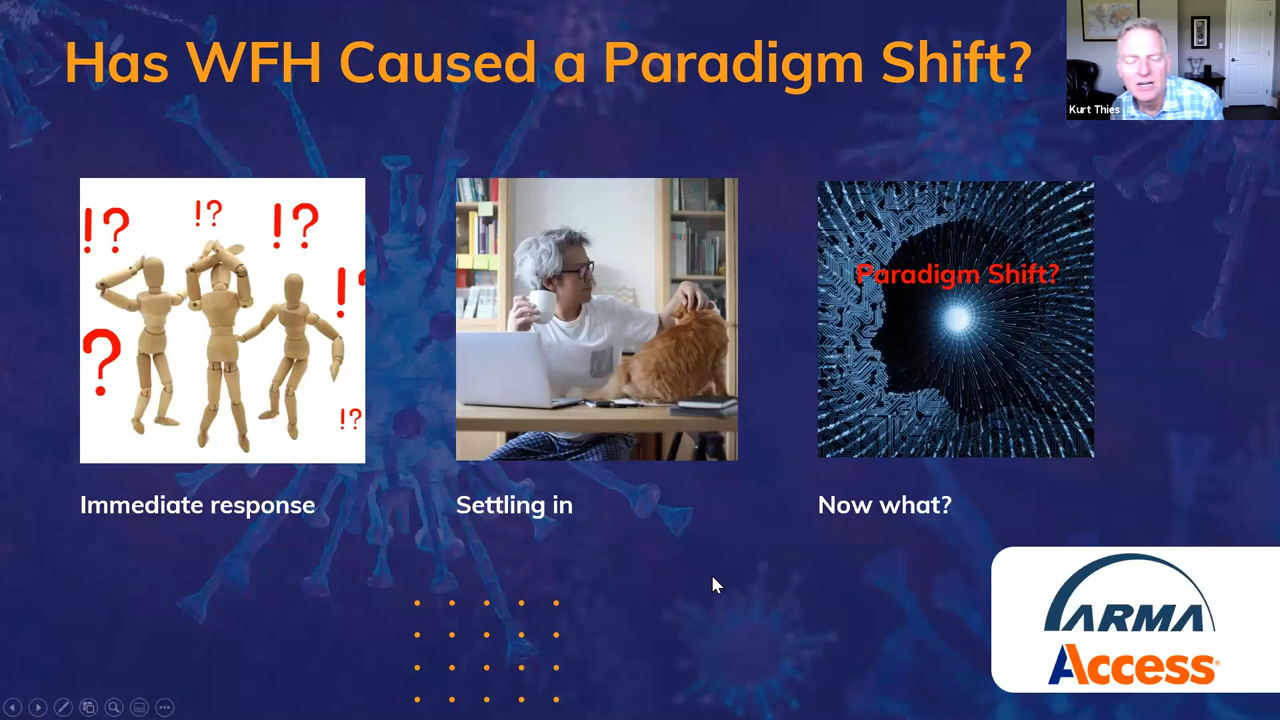 Has WFH Caused a Paradigm Shift?
Kurt Thies
!?
!?
!?
!?
?
!?
Paradigm Shift?
Immediate response
Settling in
Now what?
ARMA
Access